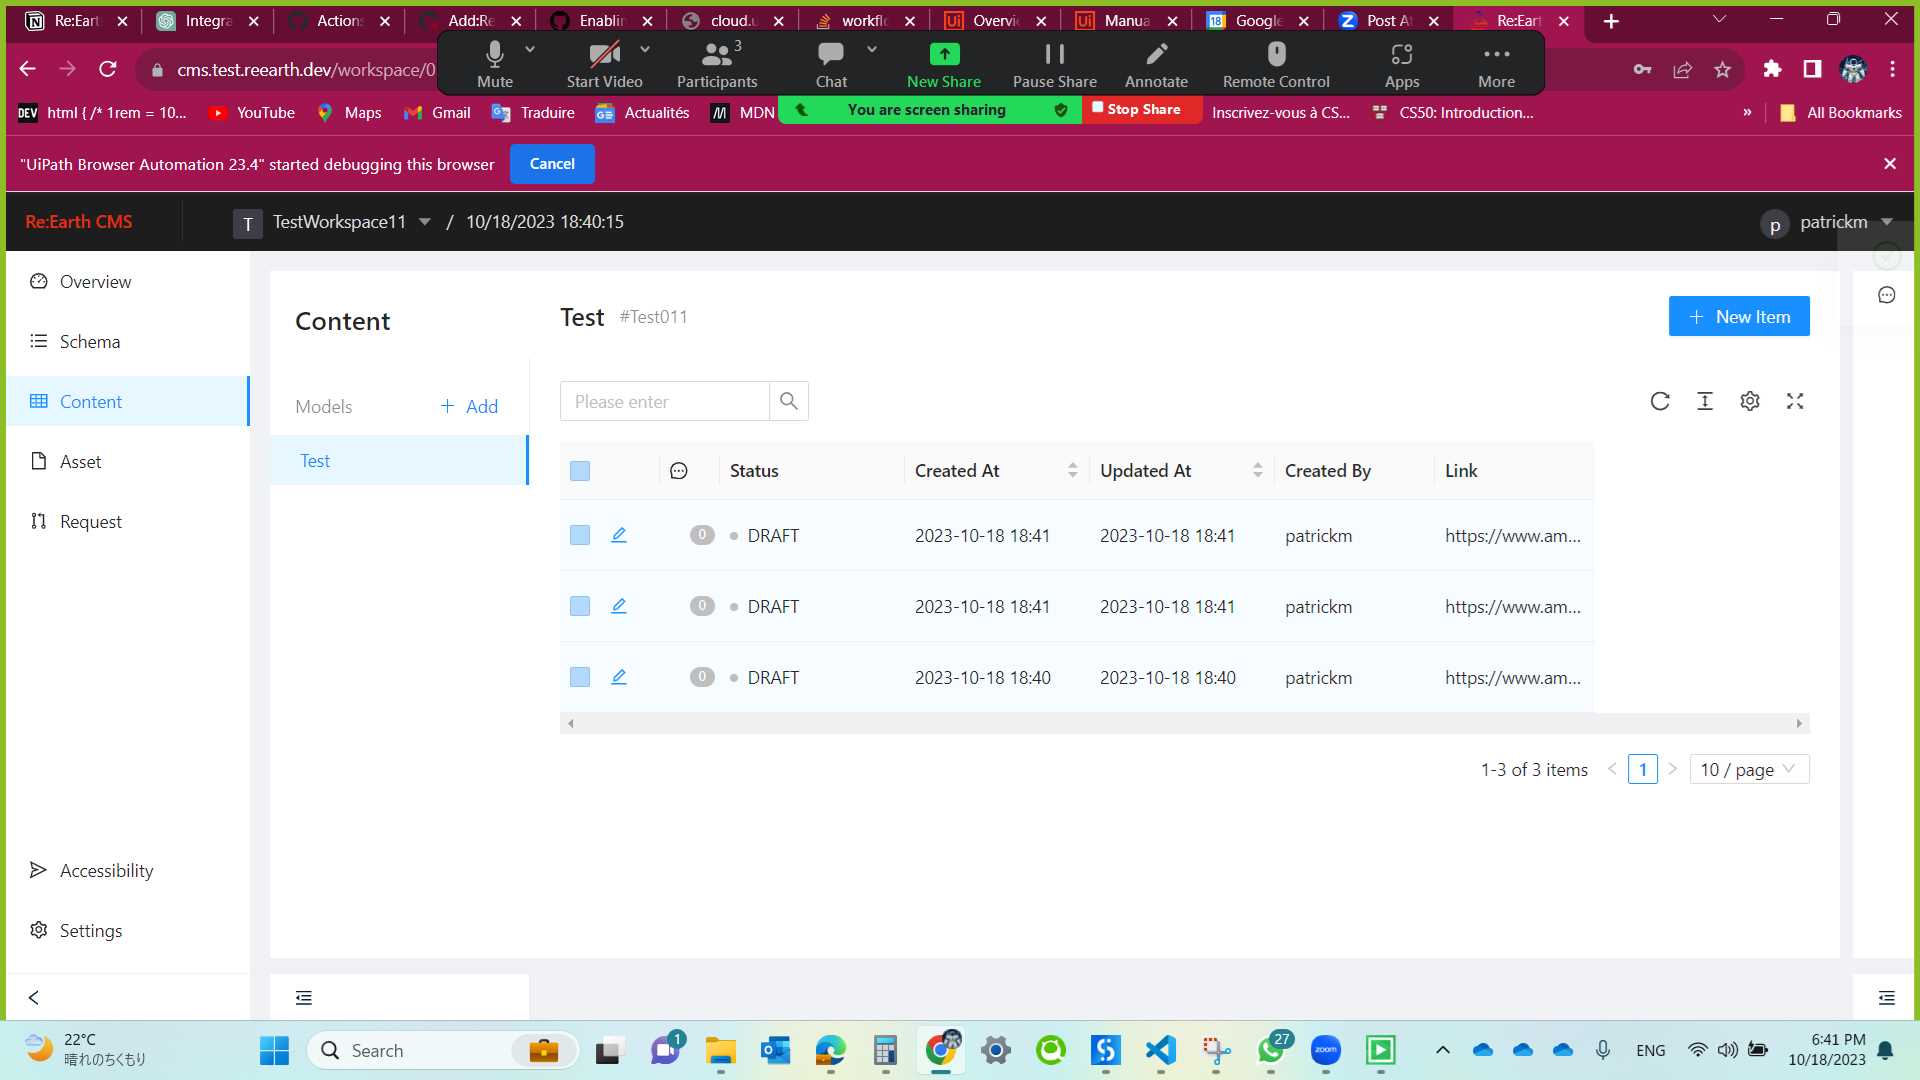 Re:Eart
Integra
Actions
Add:Re
Enablin
cloud.u
workflo
Overvi
Manua
Google
Post At
Re:Eart
cms.test.reearth.dev/workspace/0
Mute
Start Video
3
Participants
Chat
New Share
Pause Share
Annotate
Remote Control
Apps
More
html { /* 1rem = 10...
YouTube
Maps
Gmail
Traduire
Actualités
MDN
You are screen sharing
Stop Share
Inscrivez-vous à CS...
CS50: Introduction...
»
All Bookmarks
"UiPath Browser Automation 23.4" started debugging this browser
Cancel
Re:Earth CMS
T TestWorkspace11 / 10/18/2023 18:40:15
p patrickm
Overview
Schema
Content
Asset
Request
Accessibility
Settings
Content
Models
+ Add
Test
Test #Test011
+ New Item
Please enter
Status Created At Updated At Created By Link
0 DRAFT 2023-10-18 18:41 2023-10-18 18:41 patrickm https://www.am...
0 DRAFT 2023-10-18 18:41 2023-10-18 18:41 patrickm https://www.am...
0 DRAFT 2023-10-18 18:40 2023-10-18 18:40 patrickm https://www.am...
1-3 of 3 items < 1 > 10 / page
22°C
晴れのちくもり
Search
1
27
zoom
ENG
6:41 PM
10/18/2023